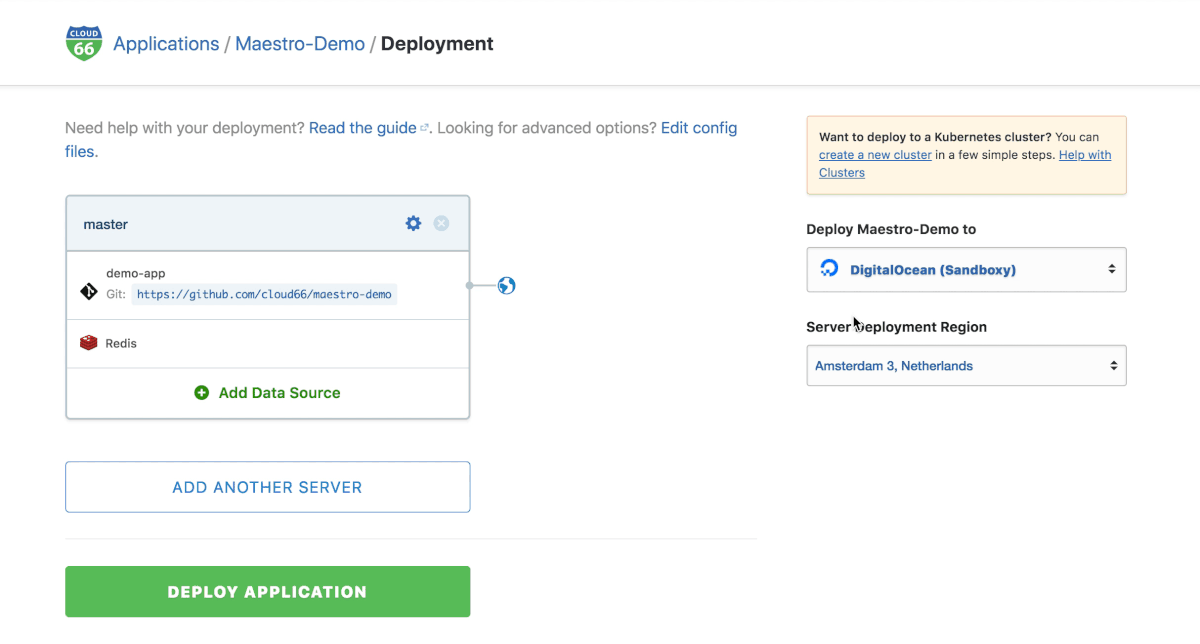 CLOUD
66
Applications / Maestro-Demo / Deployment
Need help with your deployment? Read the guide. Looking for advanced options? Edit config
files.
master
demo-app
Git: https://github.com/cloud66/maestro-demo
Redis
Add Data Source
ADD ANOTHER SERVER
DEPLOY APPLICATION
Want to deploy to a Kubernetes cluster? You can
create a new cluster in a few simple steps. Help with
Clusters
Deploy Maestro-Demo to
DigitalOcean (Sandboxy)
Server Deployment Region
Amsterdam 3, Netherlands